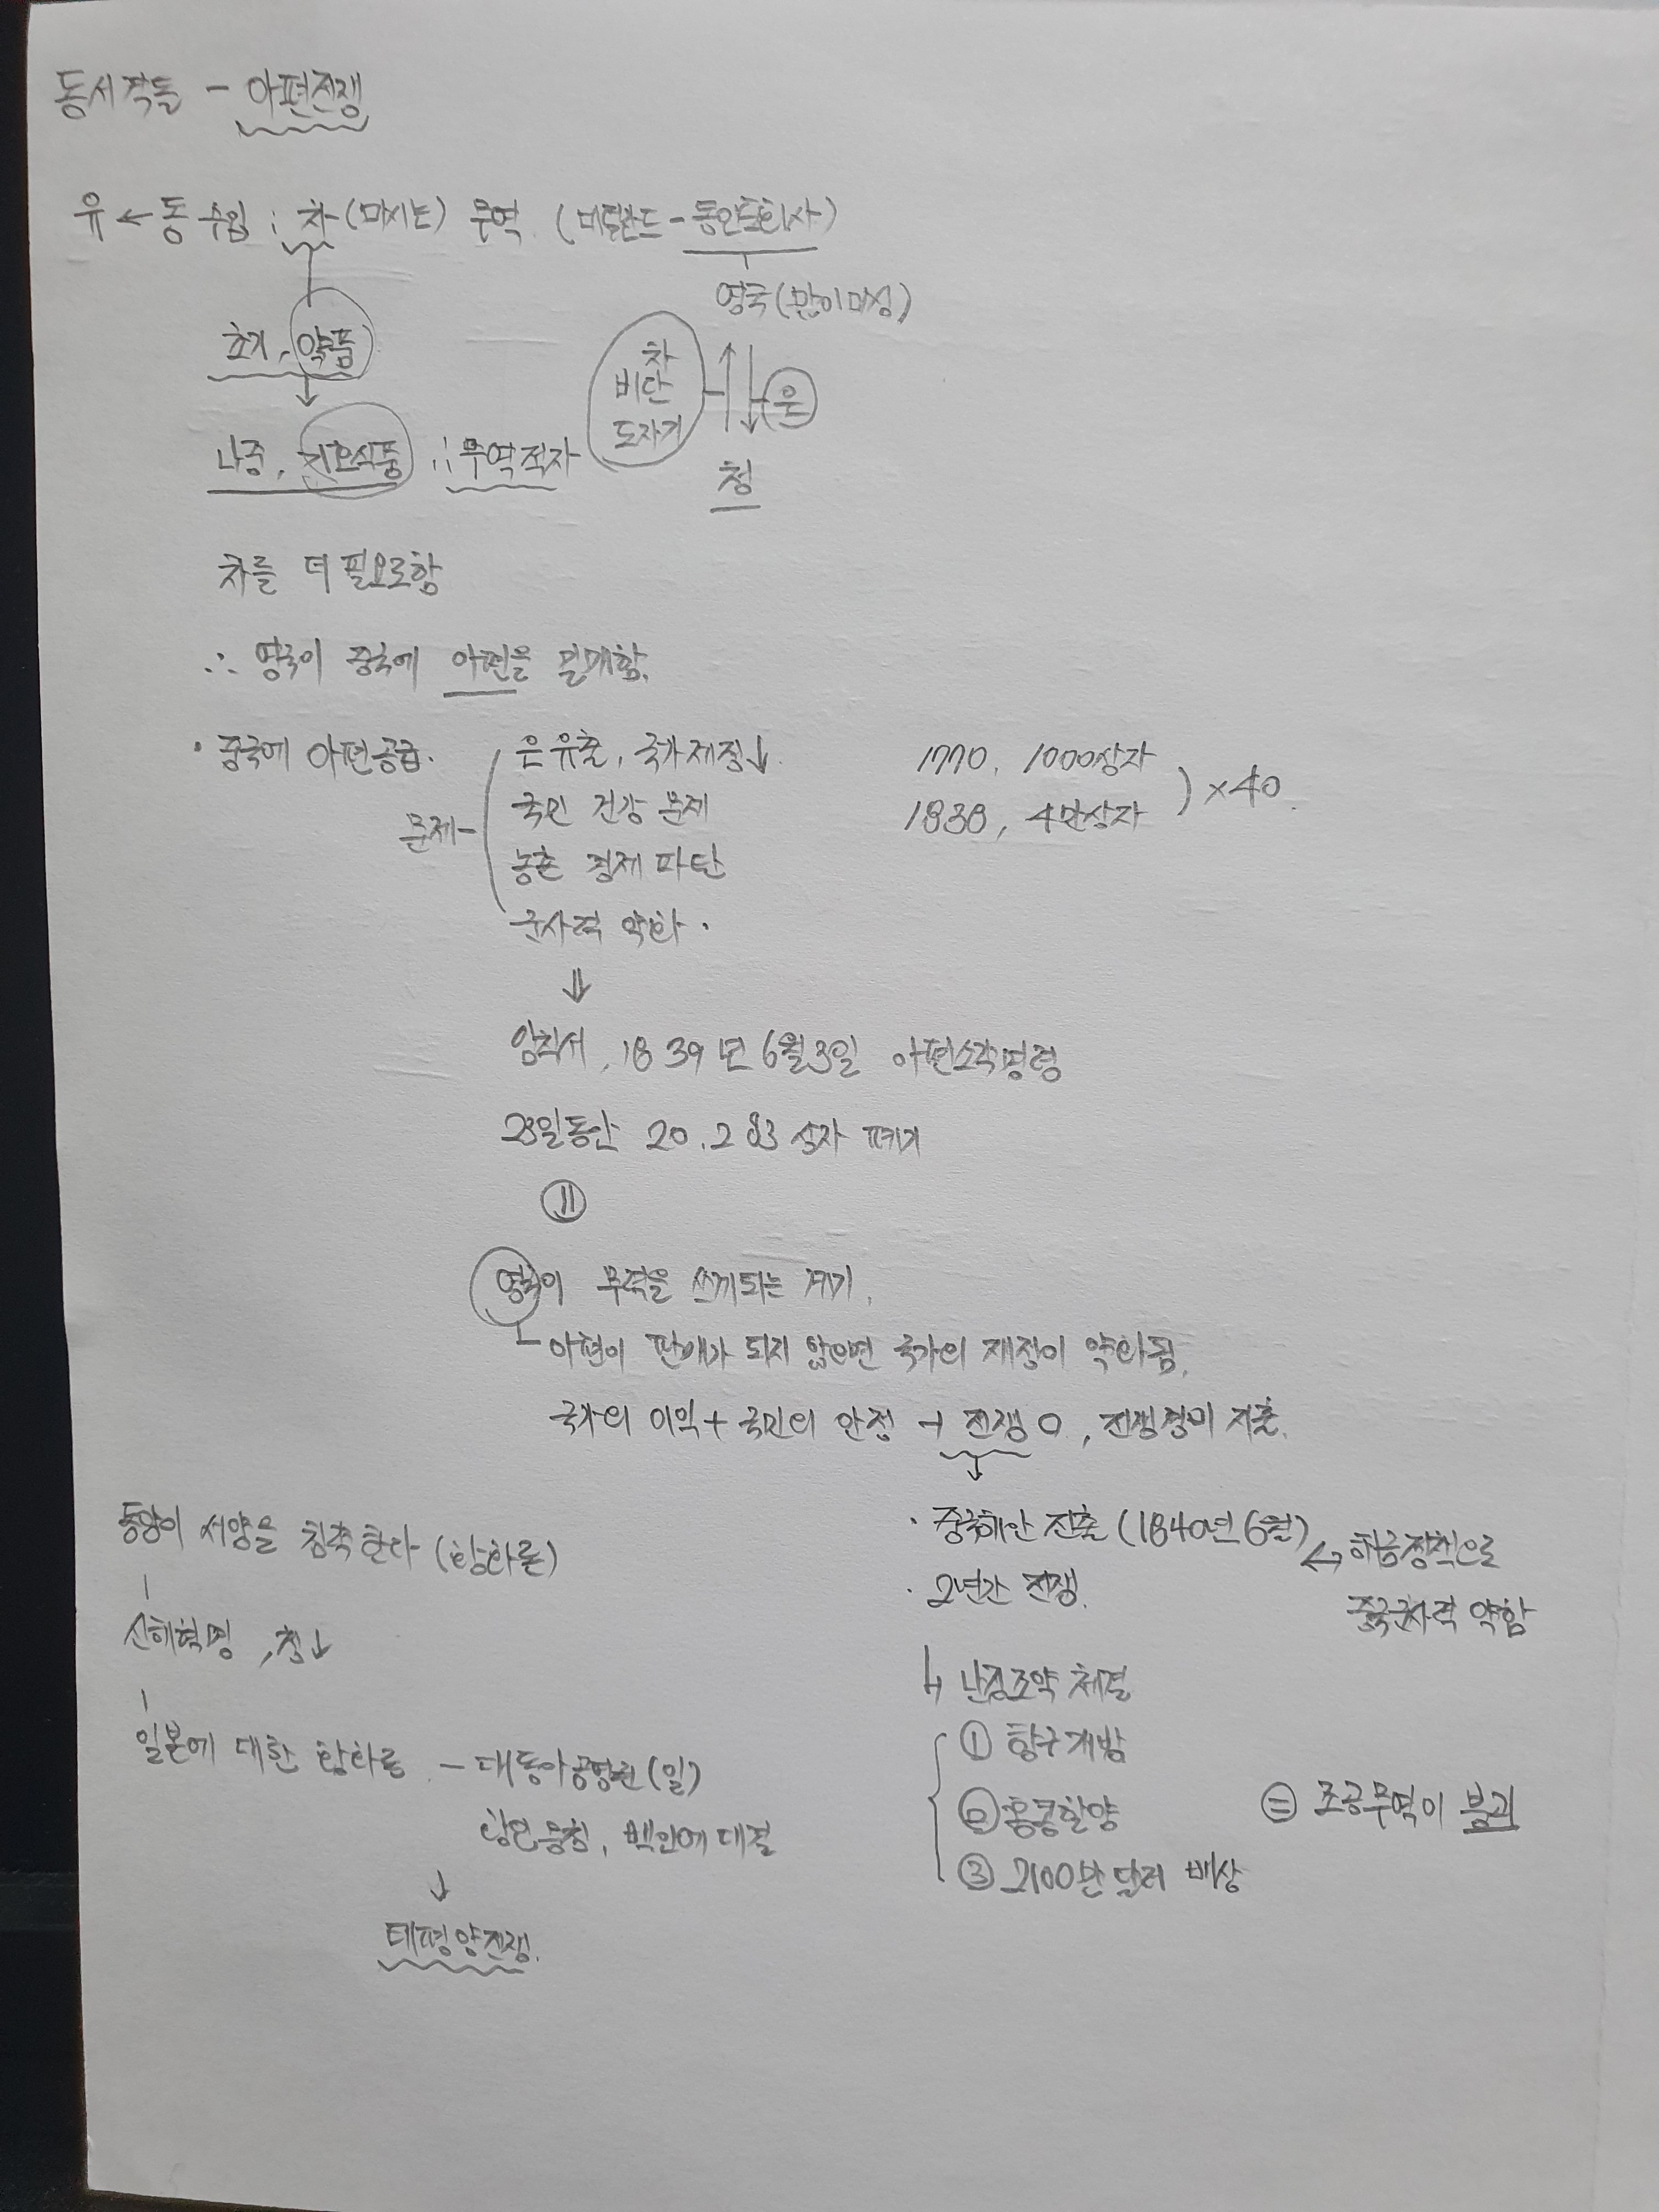 동서격돌 - 아편전쟁
유 ← 동 수입 : 차 (마시는) 무역. (네덜란드 - 동인도회사)
영국 (많이 마심)
초기, 약품
차
비단
도자기
은
↓
나중, 기호식품 ∴ 무역적자
청
차를 더 필요로함
∴ 영국이 중국에 아편을 판매함.
· 중국에 아편공급.
문제 -
은 유출, 국가재정↓
국민 건강 문제
농촌 경제 파탄
군사력 약화.
1770, 1000상자
1838, 4만상자
) ×40.
⇓
임칙서, 1839년 6월3일 아편소각명령
23일동안 20.283 상자 폐기
⇓
영국이 무력을 쓰게되는 계기.
└ 아편이 판매가 되지 않으면 국가의 재정이 약화됨.
국가의 이익 + 국민의 안정 → 전쟁 O, 전쟁경비 지출.
↓
· 중국해안 진출 (1840년 6월) ↔ 해금정책으로
중국군사력 약함
· 2년간 전쟁.
↳ 난징조약 체결
① 항구개방
② 홍콩할양
③ 2100만 달러 배상
= 조공무역이 붕괴
동양이 서양을 침략한다 (황화론)
신해혁명, 청↓
일본에 대한 황화론 - 대동아공영권(일)
황인 뭉침, 백인에 대결
↓
태평양전쟁.